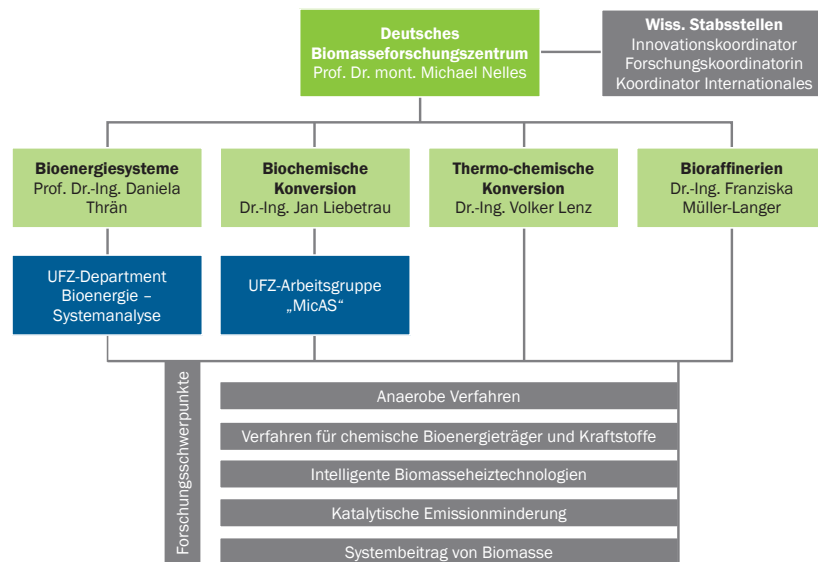 Deutsches
Biomasseforschungszentrum
Prof. Dr. mont. Michael Nelles
Wiss. Stabsstellen
Innovationskoordinator
Forschungskoordinatorin
Koordinator Internationales
Bioenergiesysteme
Prof. Dr.-Ing. Daniela
Thrän
Biochemische
Konversion
Dr.-Ing. Jan Liebetrau
Thermo-chemische
Konversion
Dr.-Ing. Volker Lenz
Bioraffinerien
Dr.-Ing. Franziska
Müller-Langer
UFZ-Department
Bioenergie –
Systemanalyse
UFZ-Arbeitsgruppe
„MicAS“
Forschungsschwerpunkte
Anaerobe Verfahren
Verfahren für chemische Bioenergieträger und Kraftstoffe
Intelligente Biomasseheiztechnologien
Katalytische Emissionminderung
Systembeitrag von Biomasse